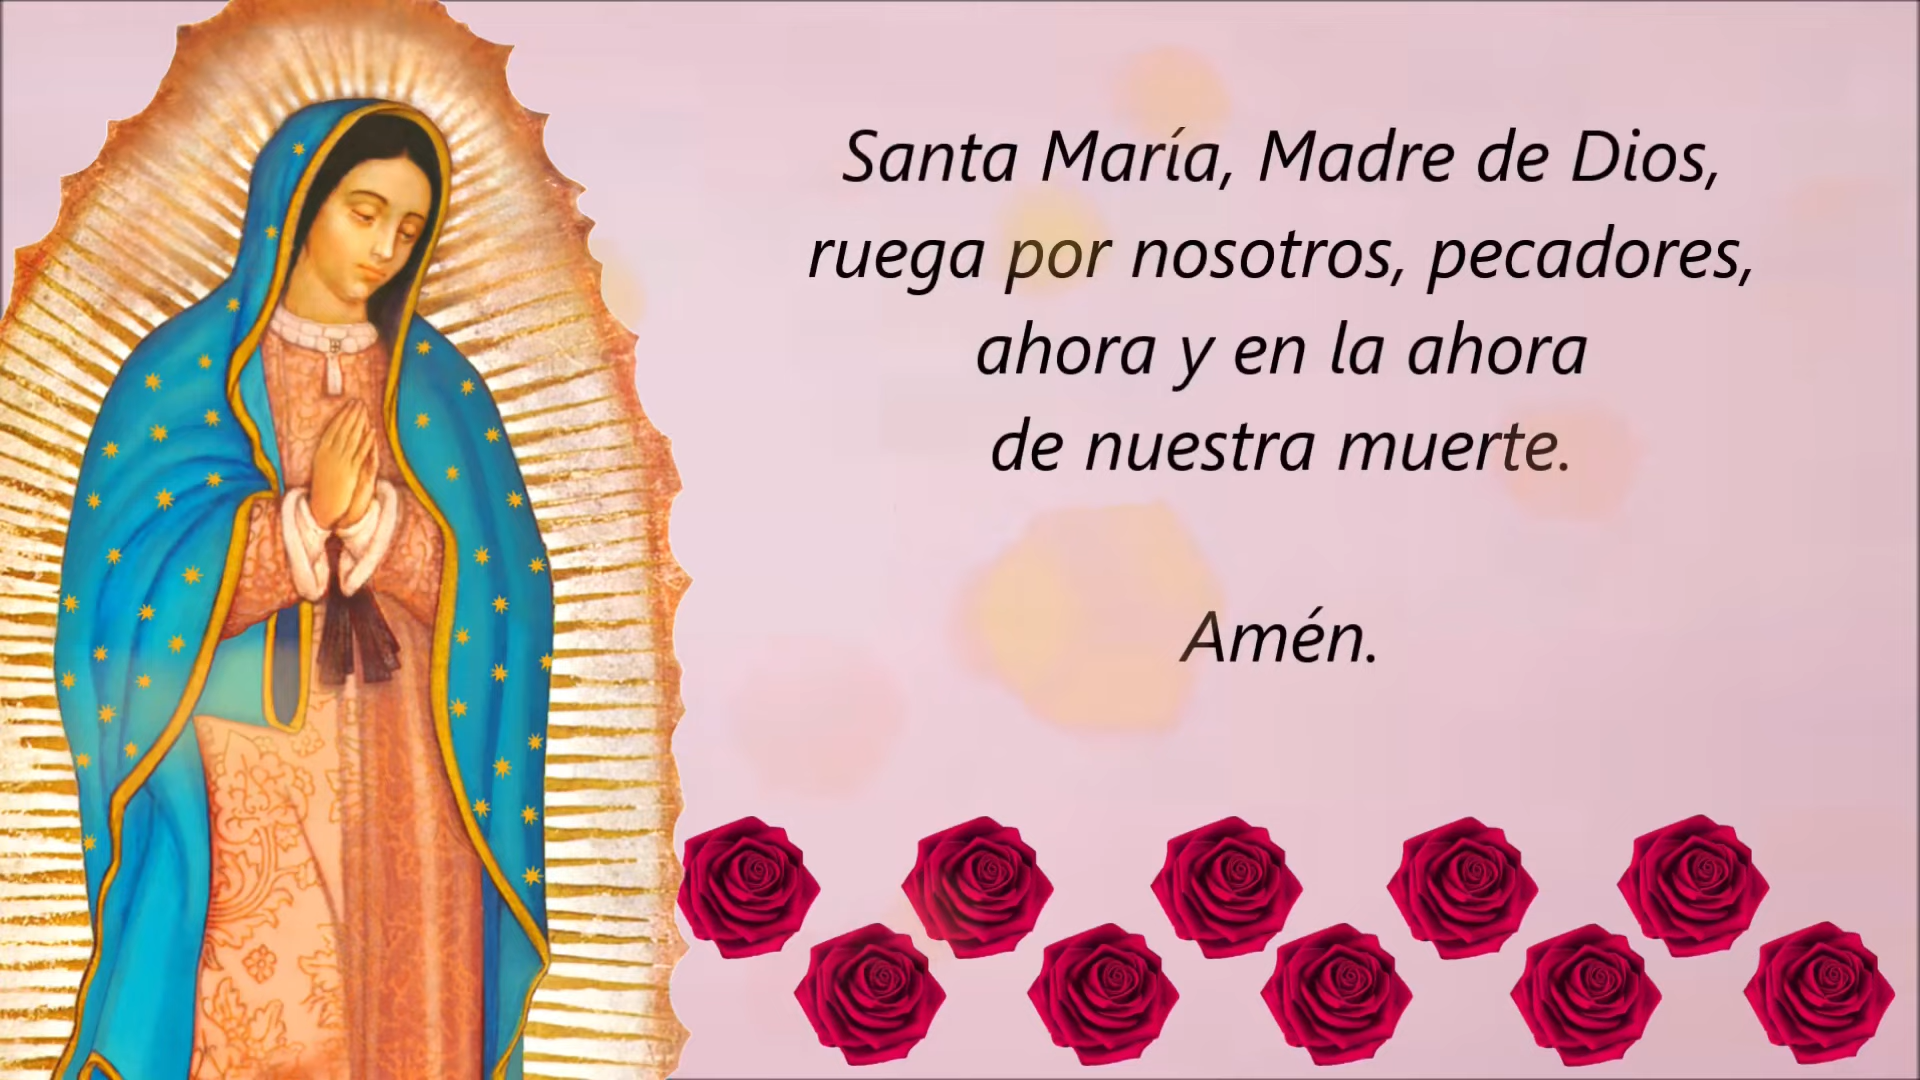 Santa María, Madre de Dios,
ruega por nosotros, pecadores,
ahora y en la ahora
de nuestra muerte.
Amén.